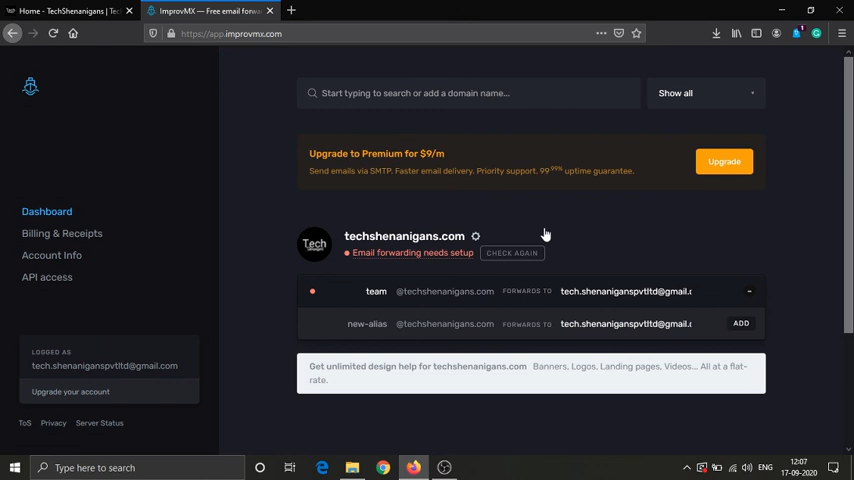 Home - TechShenanigans | Tec
ImprovMX — Free email forwar
https://app.improvmx.com
1
Start typing to search or add a domain name...
Show all
Upgrade to Premium for $9/m
Send emails via SMTP. Faster email delivery. Priority support. 99.99% uptime guarantee.
Upgrade
Dashboard
Billing & Receipts
Account Info
API access
Tech
techshenanigans.com
Email forwarding needs setup
CHECK AGAIN
team @techshenanigans.com FORWARDS TO tech.shenaniganspvtltd@gmail.c
new-alias @techshenanigans.com FORWARDS TO tech.shenaniganspvtltd@gmail.c ADD
Get unlimited design help for techshenanigans.com Banners, Logos, Landing pages, Videos... All at a flat-
rate.
LOGGED AS
tech.shenaniganspvtltd@gmail.com
Upgrade your account
ToS Privacy Server Status
Type here to search
ENG
12:07
17-09-2020